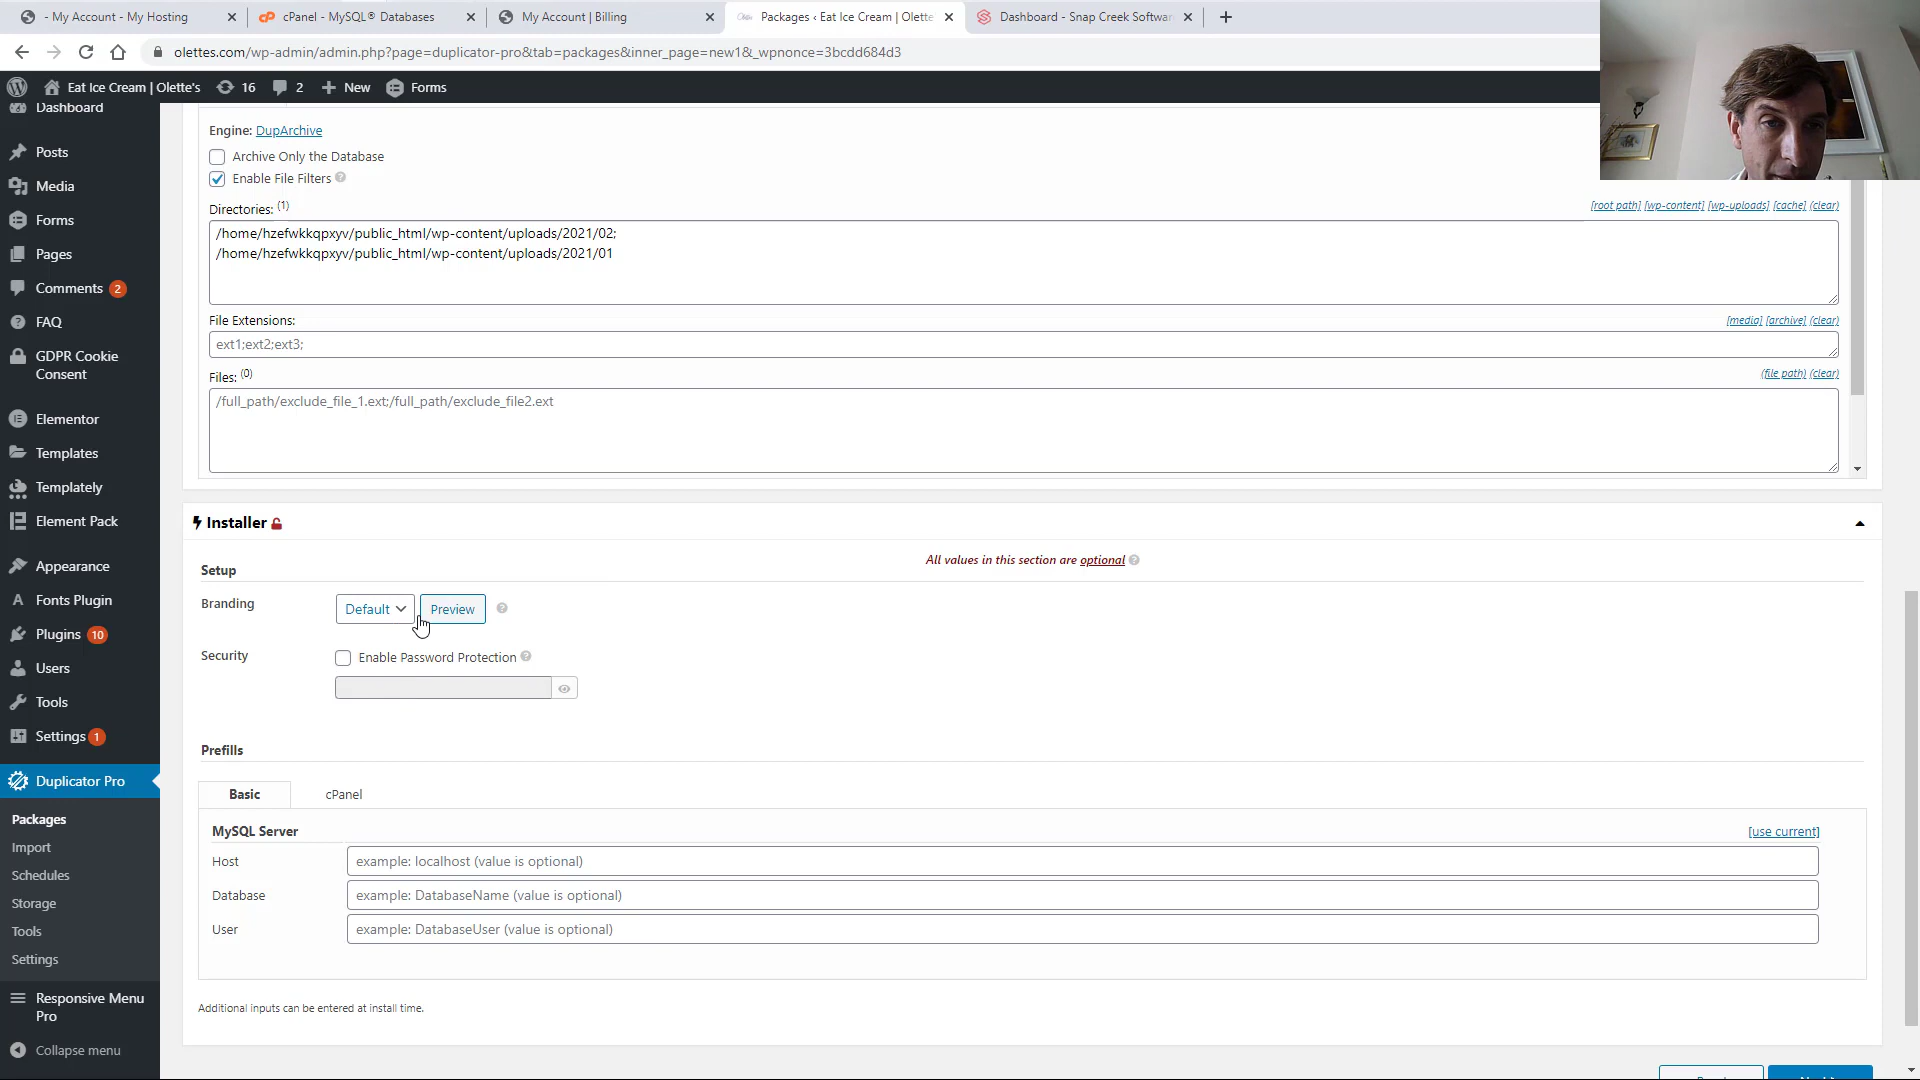 - My Account - My Hosting
cPanel - MySQL® Databases
My Account | Billing
Packages ‹ Eat Ice Cream | Olette
Dashboard - Snap Creek Softwar
olettes.com/wp-admin/admin.php?page=duplicator-pro&tab=packages&inner_page=new1&_wpnonce=3bcdd684d3
Eat Ice Cream | Olette's
16
2
New
Forms
Dashboard
Posts
Media
Forms
Pages
Comments 2
FAQ
GDPR Cookie
Consent
Elementor
Templates
Templately
Element Pack
Appearance
Fonts Plugin
Plugins 10
Users
Tools
Settings 1
Duplicator Pro
Packages
Import
Schedules
Storage
Tools
Settings
Responsive Menu
Pro
Collapse menu
Engine: DupArchive
Archive Only the Database
Enable File Filters
Directories: (1)
[root path] [wp-content] [wp-uploads] [cache] (clear)
/home/hzefwkkqpxyv/public_html/wp-content/uploads/2021/02;
/home/hzefwkkqpxyv/public_html/wp-content/uploads/2021/01
File Extensions:
[media] [archive] (clear)
ext1;ext2;ext3;
Files: (0)
(file path) (clear)
/full_path/exclude_file_1.ext;/full_path/exclude_file2.ext
Installer
All values in this section are optional
Setup
Branding
Default
Preview
Security
Enable Password Protection
Prefills
Basic
cPanel
MySQL Server
[use current]
Host
example: localhost (value is optional)
Database
example: DatabaseName (value is optional)
User
example: DatabaseUser (value is optional)
Additional inputs can be entered at install time.